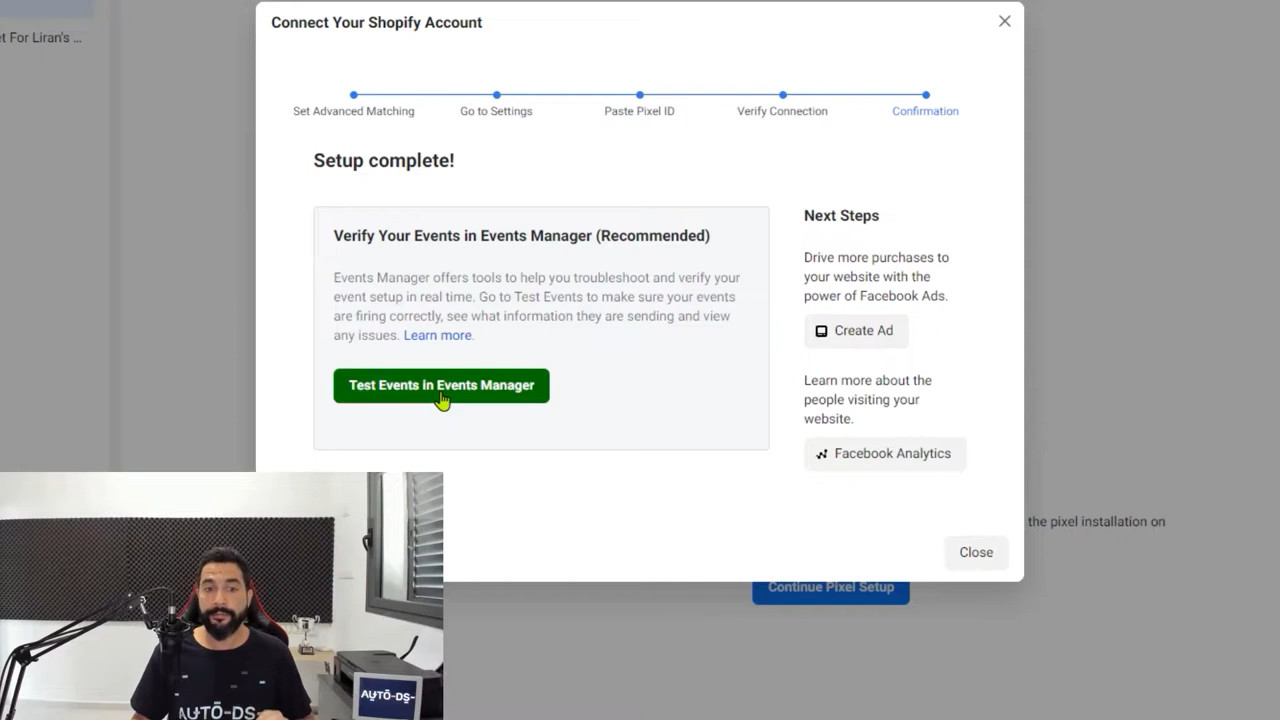 Connect Your Shopify Account
et For Liran's ...
Set Advanced Matching
Go to Settings
Paste Pixel ID
Verify Connection
Confirmation
Setup complete!
Verify Your Events in Events Manager (Recommended)
Events Manager offers tools to help you troubleshoot and verify your
event setup in real time. Go to Test Events to make sure your events
are firing correctly, see what information they are sending and view
any issues. Learn more.
Test Events in Events Manager
Next Steps
Drive more purchases to
your website with the
power of Facebook Ads.
Create Ad
Learn more about the
people visiting your
website.
Facebook Analytics
the pixel installation on
Close
Continue Pixel Setup
AUTŌ-DS-
AUTŌ-DS-